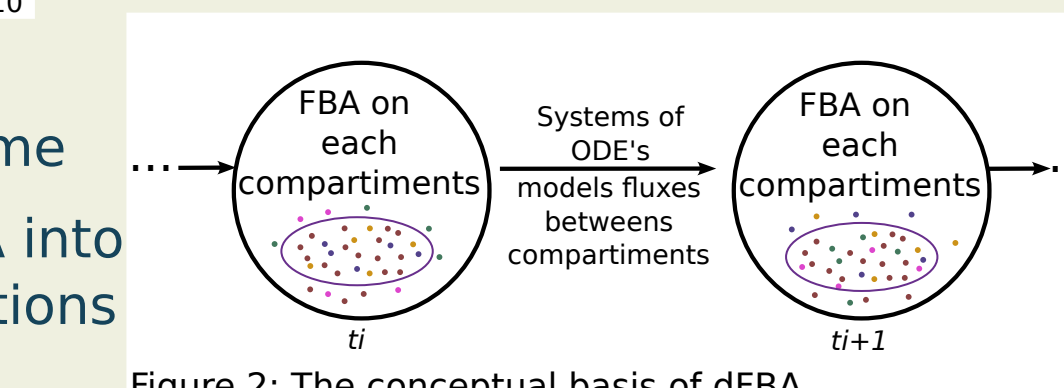 10
me
A into
tions
...
FBA on
each
compartiments
ti
Systems of
ODE's
models fluxes
betweens
compartiments
FBA on
each
compartiments
ti+1
Figure 2: The conceptual basis of dFBA